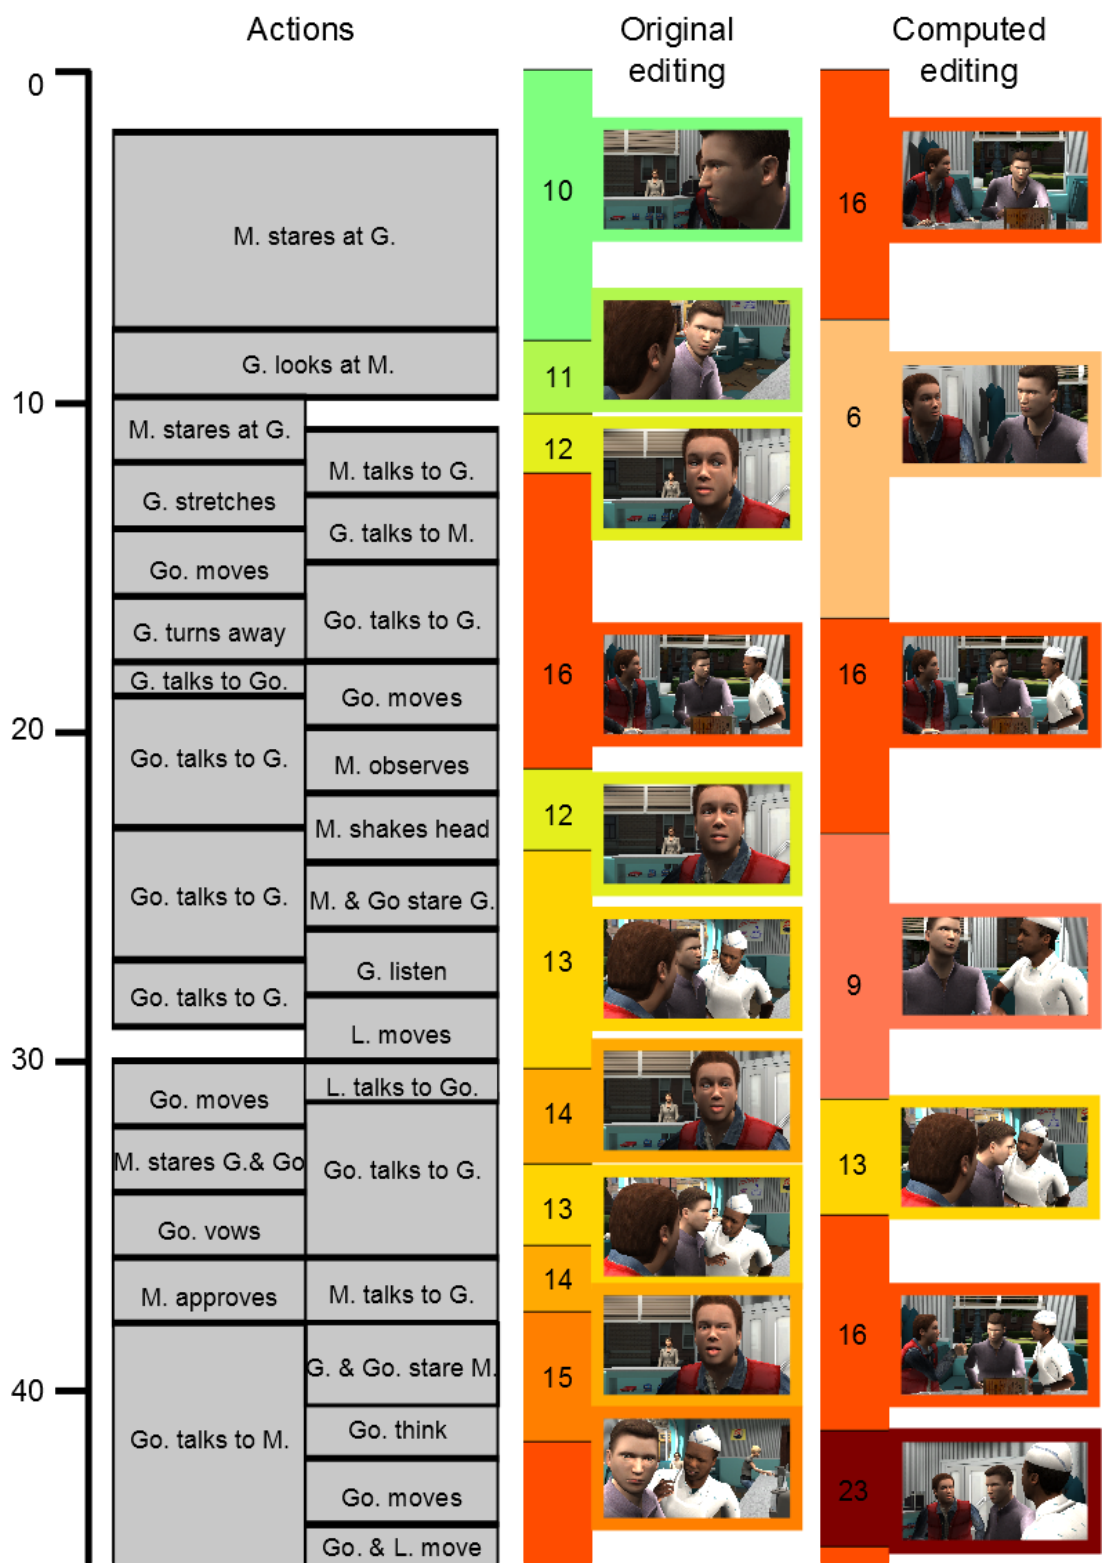 Actions
Original
editing
Computed
editing
0
10
20
30
40
M. stares at G.
G. looks at M.
M. stares at G.
M. talks to G.
G. stretches
G. talks to M.
Go. moves
Go. talks to G.
G. turns away
G. talks to Go.
Go. moves
Go. talks to G.
M. observes
M. shakes head
Go. talks to G.
M. & Go stare G.
G. listen
Go. talks to G.
L. moves
L. talks to Go.
Go. moves
M. stares G.& Go
Go. talks to G.
Go. vows
M. approves
M. talks to G.
G. & Go. stare M.
Go. talks to M.
Go. think
Go. moves
Go. & L. move
10
11
12
16
12
13
14
13
14
15
16
6
16
9
13
16
23